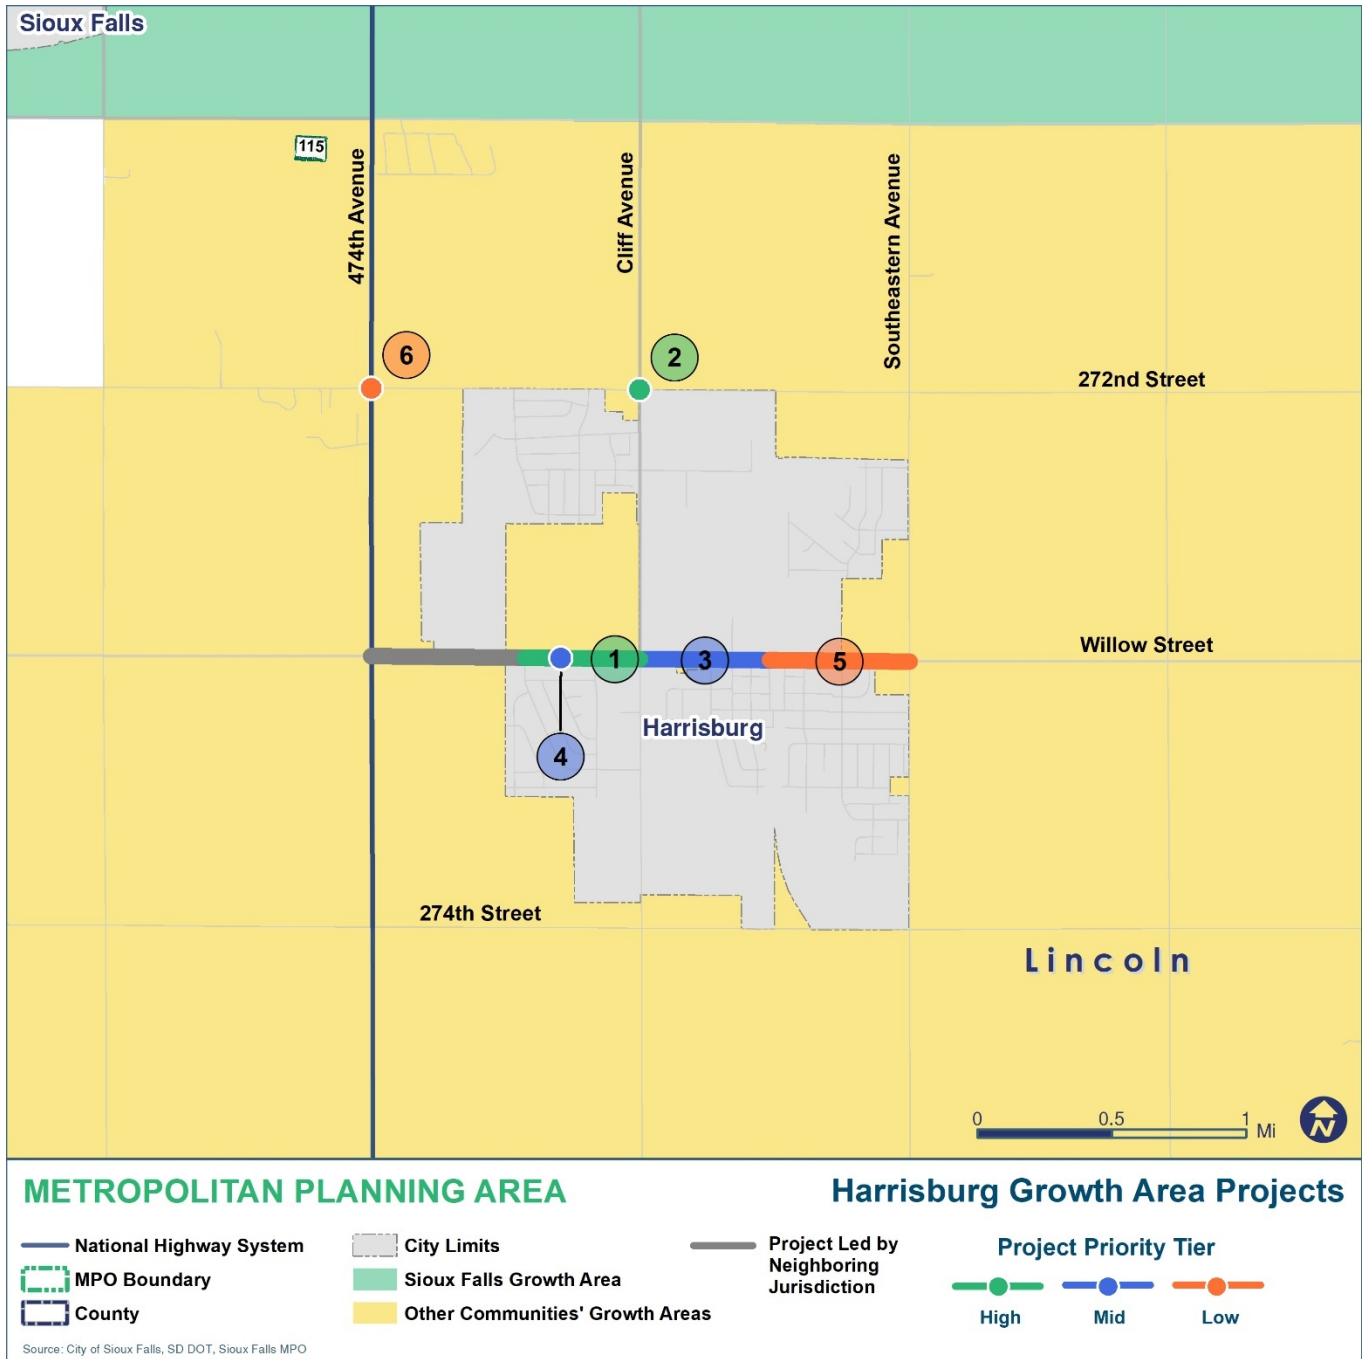 Sioux Falls
115
474th Avenue
Cliff Avenue
Southeastern Avenue
6
2
272nd Street
1
3
5
Willow Street
Harrisburg
4
274th Street
Lincoln
0 0.5 1 Mi
N
METROPOLITAN PLANNING AREA
Harrisburg Growth Area Projects
National Highway System
MPO Boundary
County
City Limits
Sioux Falls Growth Area
Other Communities' Growth Areas
Project Led by
Neighboring
Jurisdiction
Project Priority Tier
High Mid Low
Source: City of Sioux Falls, SD DOT, Sioux Falls MPO